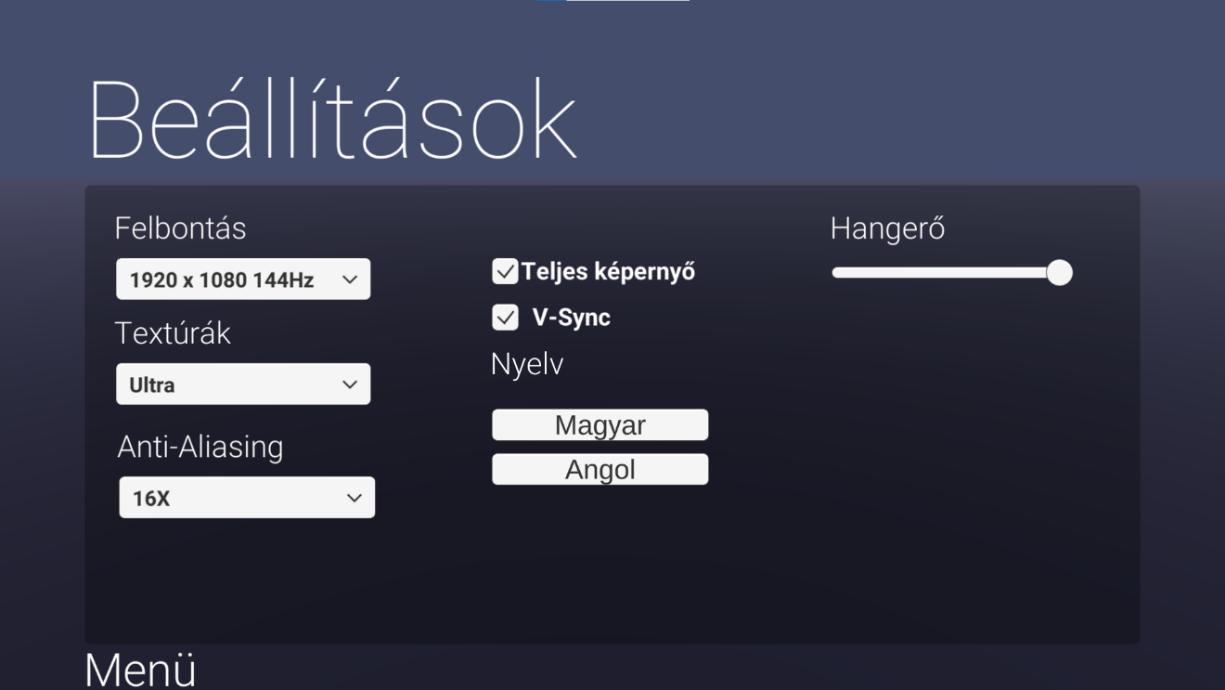 Beállítások
Felbontás
1920 x 1080 144Hz
Textúrák
Ultra
Anti-Aliasing
16X
Teljes képernyő
V-Sync
Nyelv
Magyar
Angol
Hangerő
Menü